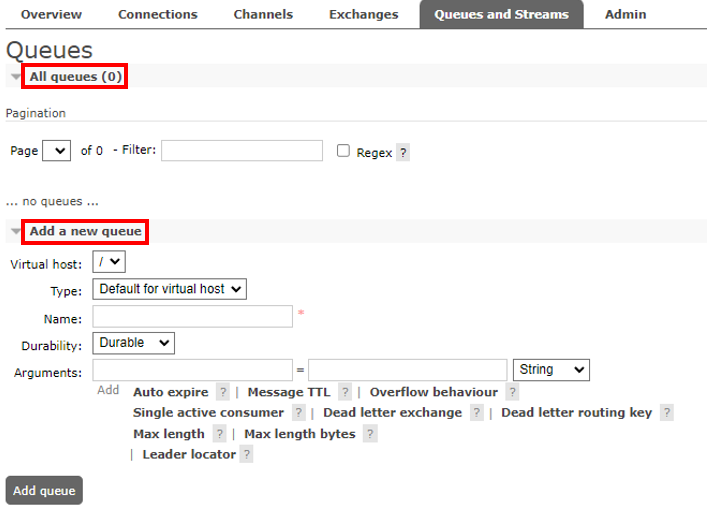 Overview Connections Channels Exchanges Queues and Streams Admin
Queues
All queues (0)
Pagination
Page of 0 - Filter: Regex ?
... no queues ...
Add a new queue
Virtual host: /
Type: Default for virtual host
Name: *
Durability: Durable
Arguments: = String
Add Auto expire ? | Message TTL ? | Overflow behaviour ?
Single active consumer ? | Dead letter exchange ? | Dead letter routing key ?
Max length ? | Max length bytes ?
| Leader locator ?
Add queue